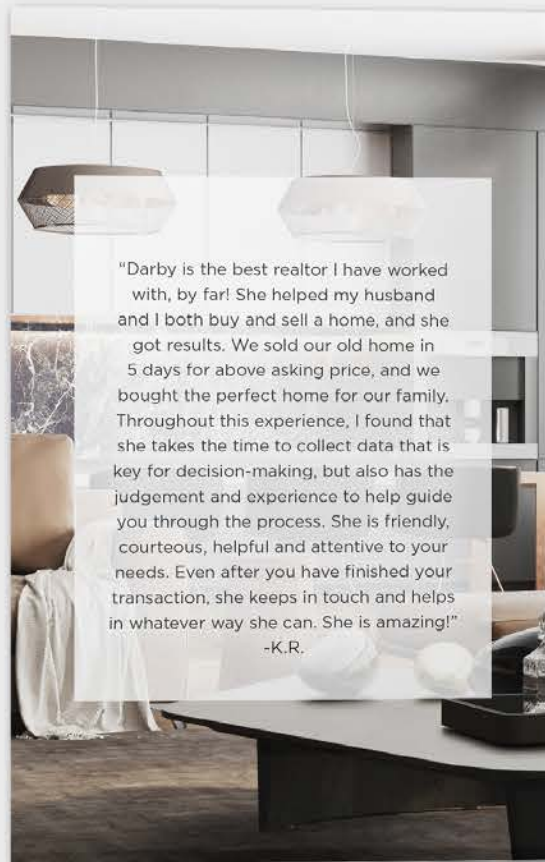 "Darby is the best realtor I have worked
with, by far! She helped my husband
and I both buy and sell a home, and she
got results. We sold our old home in
5 days for above asking price, and we
bought the perfect home for our family.
Throughout this experience, I found that
she takes the time to collect data that is
key for decision-making, but also has the
judgement and experience to help guide
you through the process. She is friendly,
courteous, helpful and attentive to your
needs. Even after you have finished your
transaction, she keeps in touch and helps
in whatever way she can. She is amazing!"
-K.R.